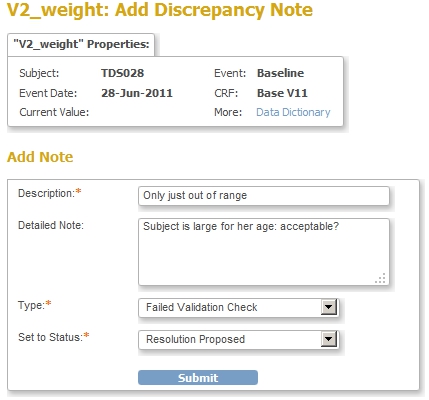 V2_weight: Add Discrepancy Note
"V2_weight" Properties:
Subject: TDS028 Event: Baseline
Event Date: 28-Jun-2011 CRF: Base V11
Current Value: More: Data Dictionary
Add Note
Description:* Only just out of range
Detailed Note: Subject is large for her age: acceptable?
Type:* Failed Validation Check
Set to Status:* Resolution Proposed
Submit